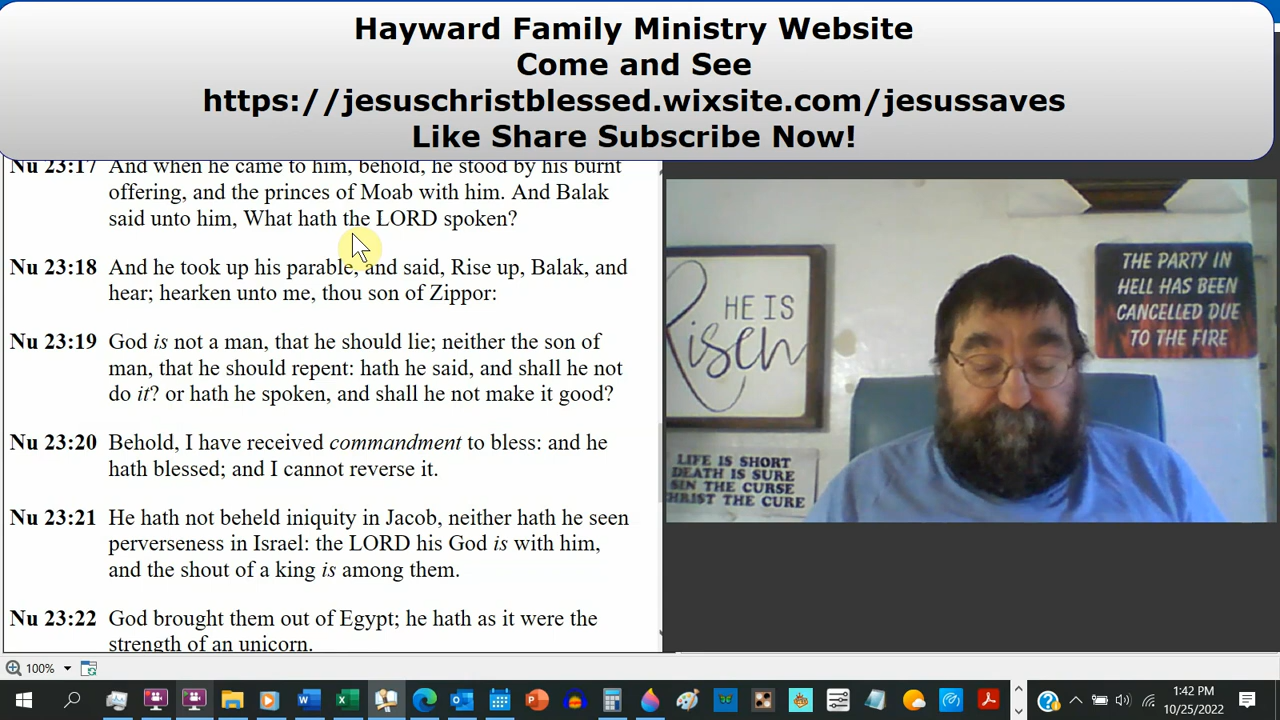 Hayward Family Ministry Website
Come and See
https://jesuschristblessed.wixsite.com/jesussaves
Like Share Subscribe Now!
Nu 23:17 And when he came to him, behold, he stood by his burnt
offering, and the princes of Moab with him. And Balak
said unto him, What hath the LORD spoken?
Nu 23:18 And he took up his parable, and said, Rise up, Balak, and
hear; hearken unto me, thou son of Zippor:
Nu 23:19 God is not a man, that he should lie; neither the son of
man, that he should repent: hath he said, and shall he not
do it? or hath he spoken, and shall he not make it good?
Nu 23:20 Behold, I have received commandment to bless: and he
hath blessed; and I cannot reverse it.
Nu 23:21 He hath not beheld iniquity in Jacob, neither hath he seen
perverseness in Israel: the LORD his God is with him,
and the shout of a king is among them.
Nu 23:22 God brought them out of Egypt; he hath as it were the
strength of an unicorn.
HE IS
Risen
THE PARTY IN
HELL HAS BEEN
CANCELLED DUE
TO THE FIRE
LIFE IS SHORT
DEATH IS SURE
SIN THE CURSE
CHRIST THE CURE
100%
1:42 PM
10/25/2022